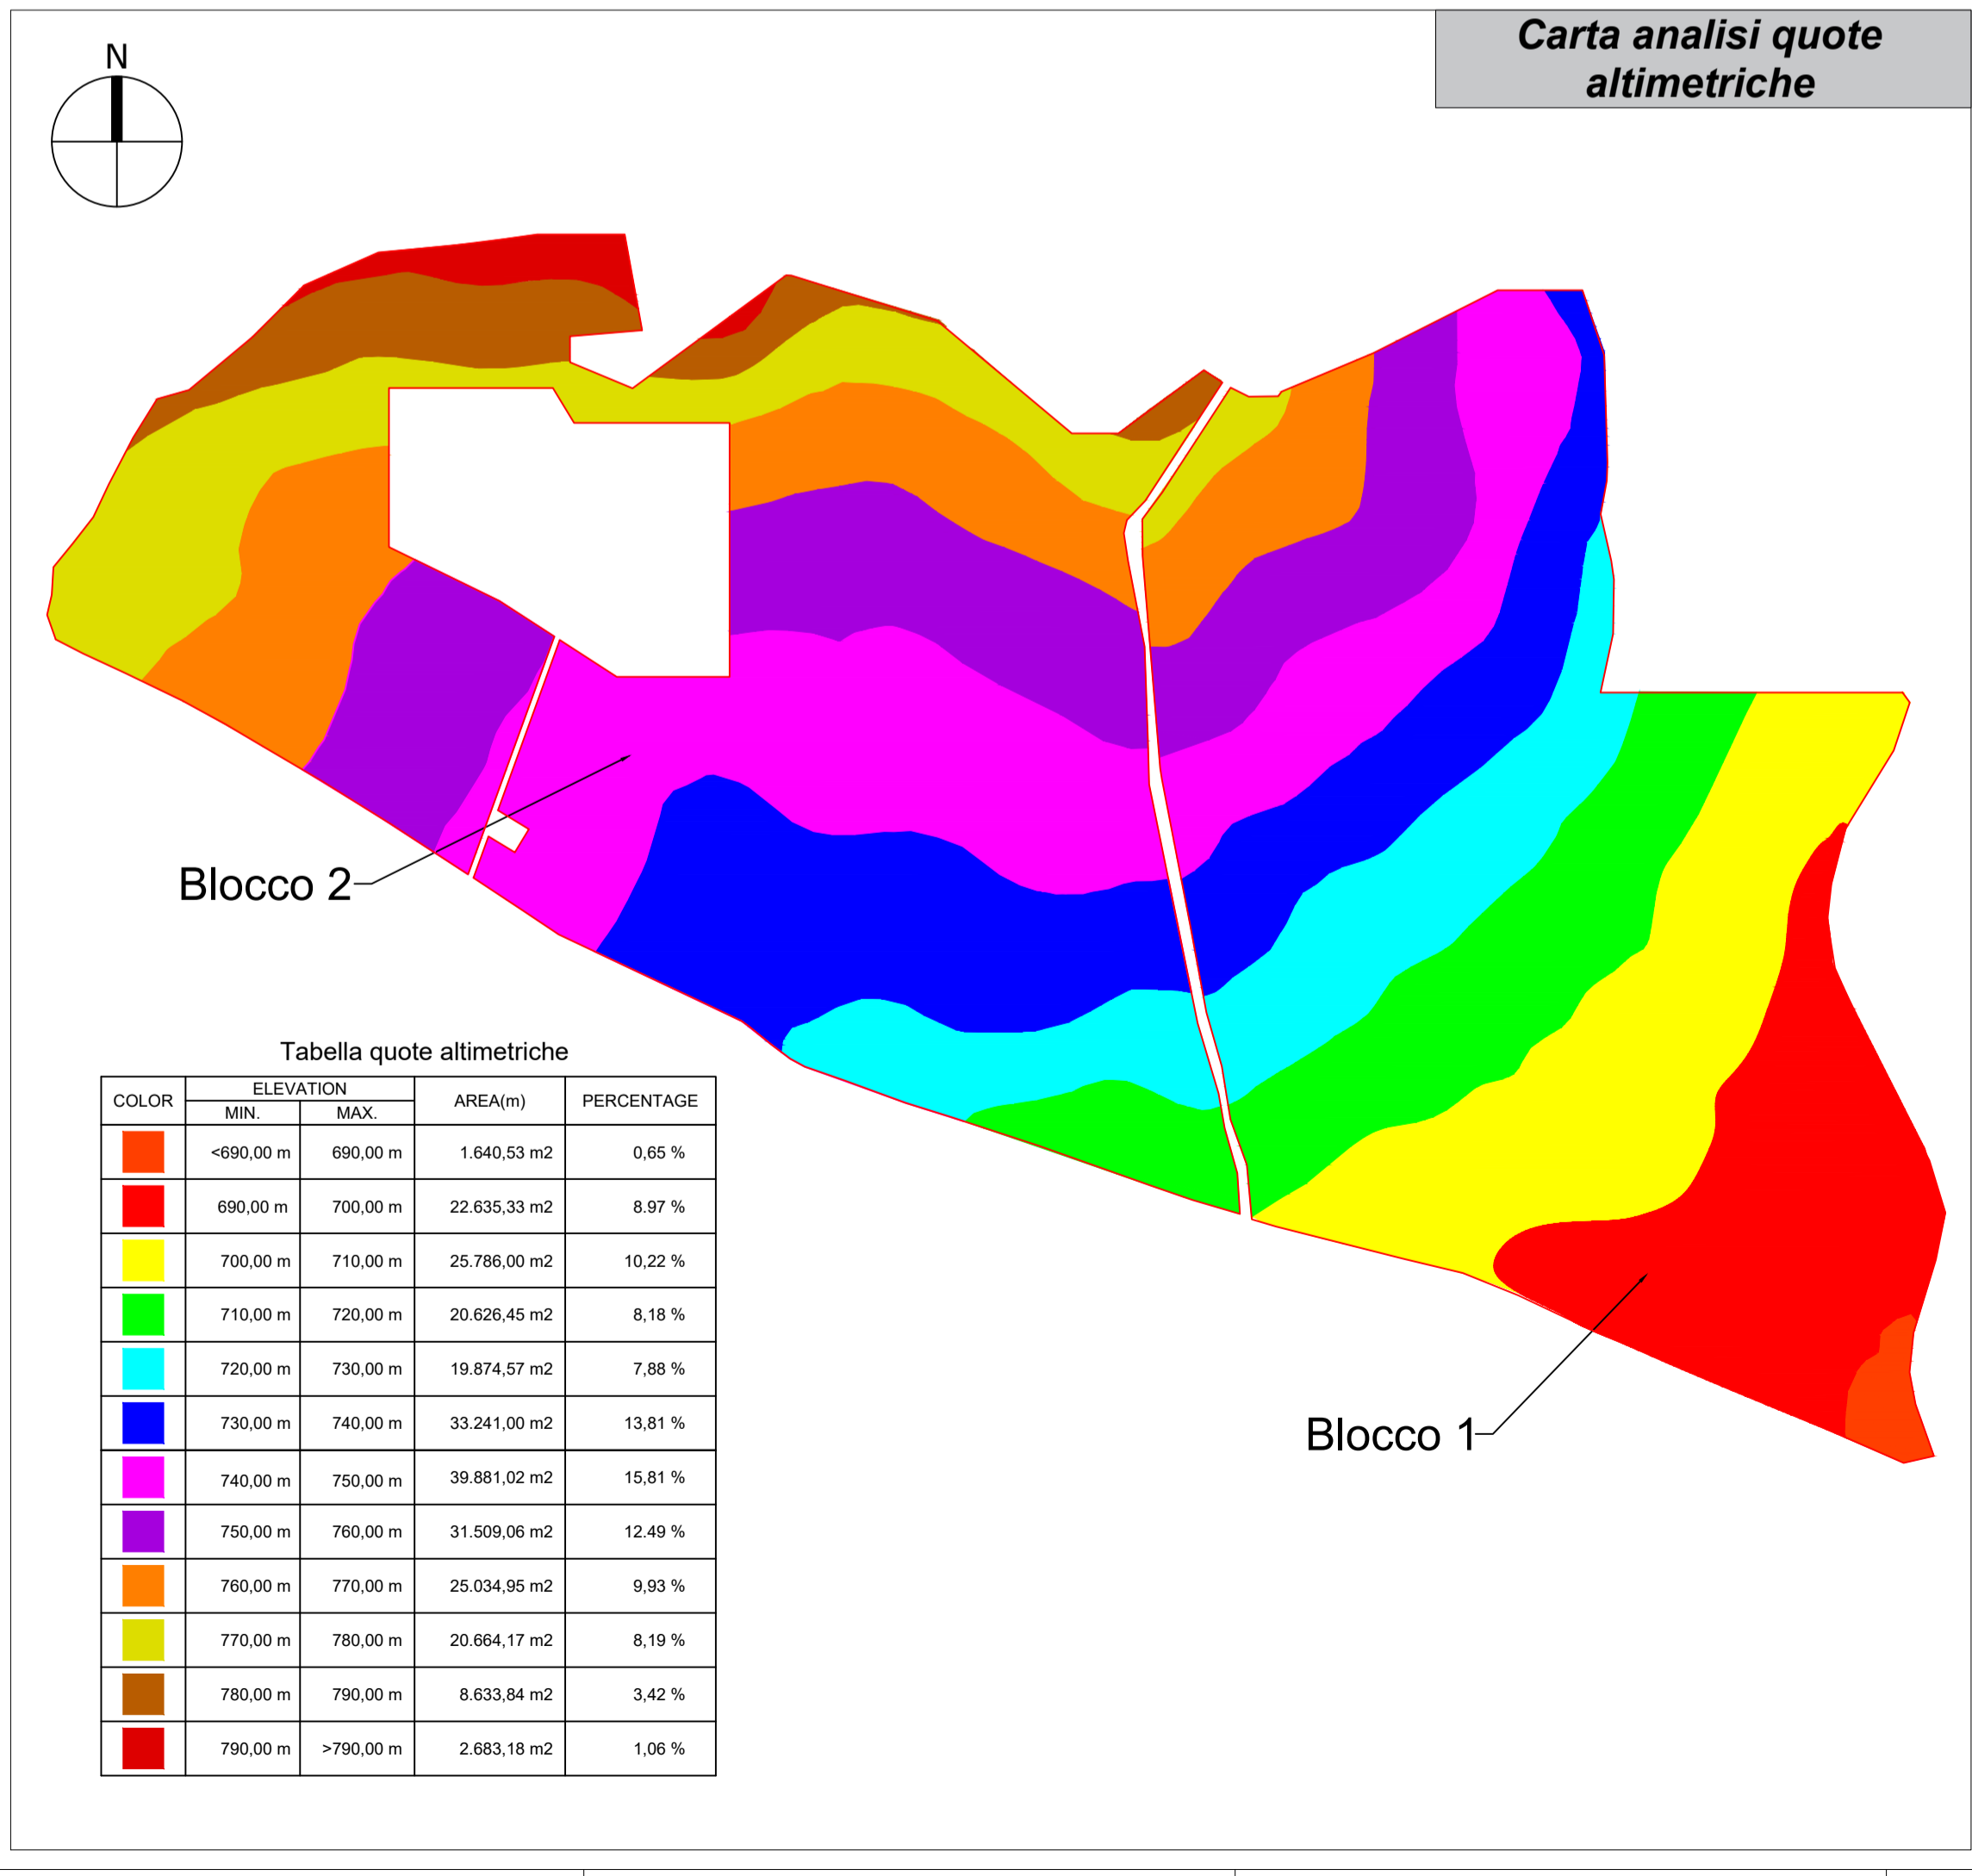 Carta analisi quote
altimetriche
N
Blocco 2
Blocco 1
Tabella quote altimetriche
COLOR ELEVATION AREA(m) PERCENTAGE
MIN. MAX.
<690,00 m 690,00 m 1.640,53 m2 0,65 %
690,00 m 700,00 m 22.635,33 m2 8.97 %
700,00 m 710,00 m 25.786,00 m2 10,22 %
710,00 m 720,00 m 20.626,45 m2 8,18 %
720,00 m 730,00 m 19.874,57 m2 7,88 %
730,00 m 740,00 m 33.241,00 m2 13,81 %
740,00 m 750,00 m 39.881,02 m2 15,81 %
750,00 m 760,00 m 31.509,06 m2 12.49 %
760,00 m 770,00 m 25.034,95 m2 9,93 %
770,00 m 780,00 m 20.664,17 m2 8,19 %
780,00 m 790,00 m 8.633,84 m2 3,42 %
790,00 m >790,00 m 2.683,18 m2 1,06 %